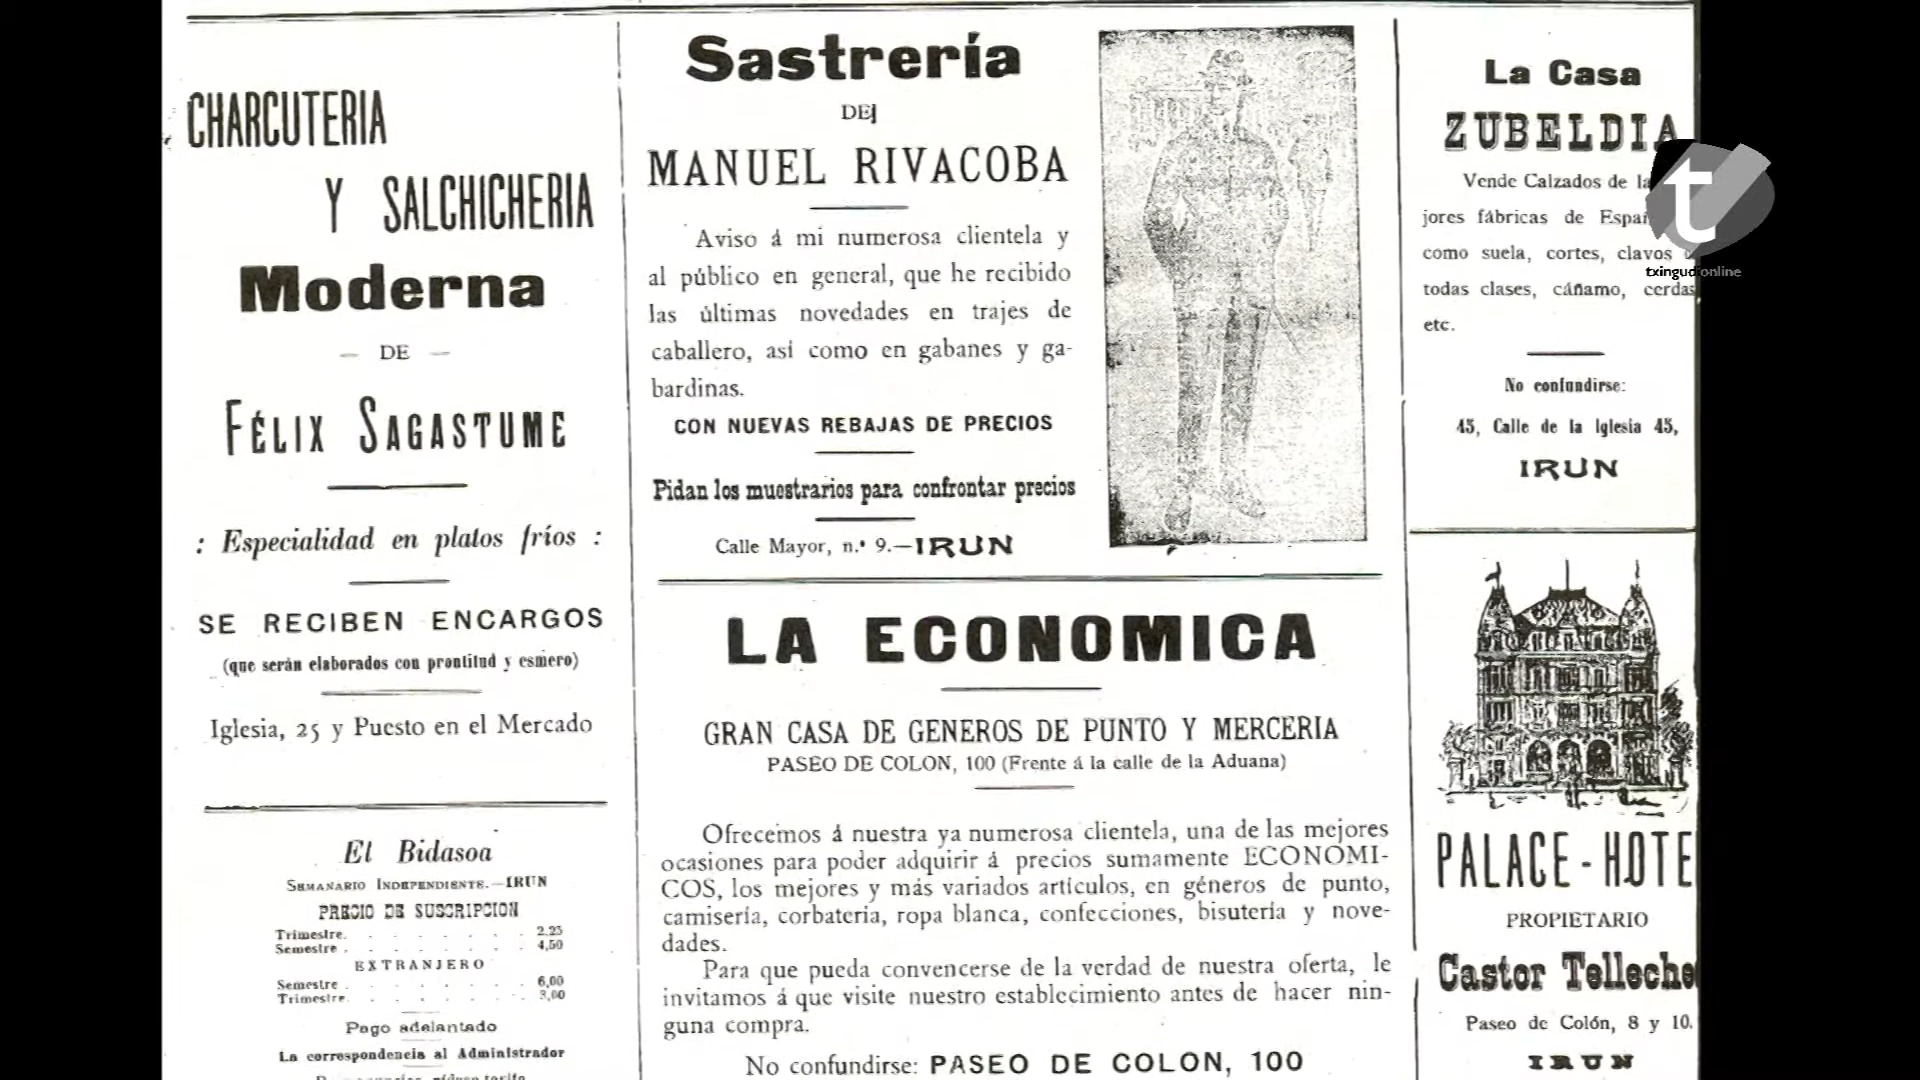 CHARCUTERIA
Y SALCHICHERIA
Moderna
— DE —
FÉLIX SAGASTUME
: Especialidad en platos fríos :
SE RECIBEN ENCARGOS
(que serán elaborados con prontitud y esmero)
Iglesia, 25 y Puesto en el Mercado
El Bidasoa
SEMANARIO INDEPENDIENTE.—IRUN
PRECIO DE SUSCRIPCION
Trimestre. . . . . . . . 2.25
Semestre . . . . . . . . 4,50
EXTRANJERO
Semestre . . . . . . . . 6,00
Trimestre. . . . . . . . 3,00
Pago adelantado
La correspondencia al Administrador
Sastrería
DE
MANUEL RIVACOBA
Aviso á mi numerosa clientela y
al público en general, que he recibido
las últimas novedades en trajes de
caballero, así como en gabanes y ga-
bardinas.
CON NUEVAS REBAJAS DE PRECIOS
Pidan los muestrarios para confrontar precios
Calle Mayor, n.º 9.—IRUN
LA ECONOMICA
GRAN CASA DE GENEROS DE PUNTO Y MERCERIA
PASEO DE COLON, 100 (Frente á la calle de la Aduana)
Ofrecemos á nuestra ya numerosa clientela, una de las mejores
ocasiones para poder adquirir á precios sumamente ECONOMI-
COS, los mejores y más variados artículos, en géneros de punto,
camisería, corbateria, ropa blanca, confecciones, bisutería y nove-
dades.
Para que pueda convencerse de la verdad de nuestra oferta, le
invitamos á que visite nuestro establecimiento antes de hacer nin-
guna compra.
No confundirse: PASEO DE COLON, 100
La Casa
ZUBELDIA
Vende Calzados de la
jores fábricas de Espa
como suela, cortes, clavos
todas clases, cáñamo, cerdas
etc.
No confundirse:
45, Calle de la Iglesia 45,
IRUN
PALACE-HOTE
PROPIETARIO
Castor Telleche
Paseo de Colón, 8 y 10.
IRUN
t
txingudionline